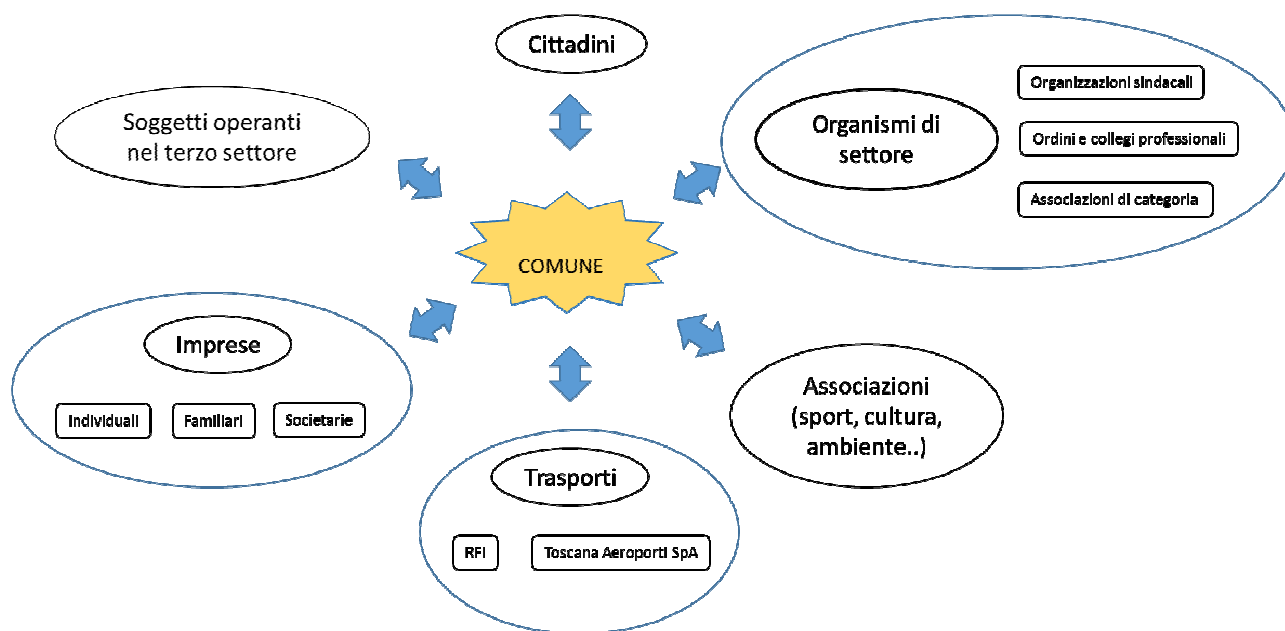 Cittadini
Soggetti operanti
nel terzo settore
Organismi di
settore
Organizzazioni sindacali
Ordini e collegi professionali
Associazioni di categoria
COMUNE
Imprese
Individuali
Familiari
Societarie
Associazioni
(sport, cultura,
ambiente..)
Trasporti
RFI
Toscana Aeroporti SpA